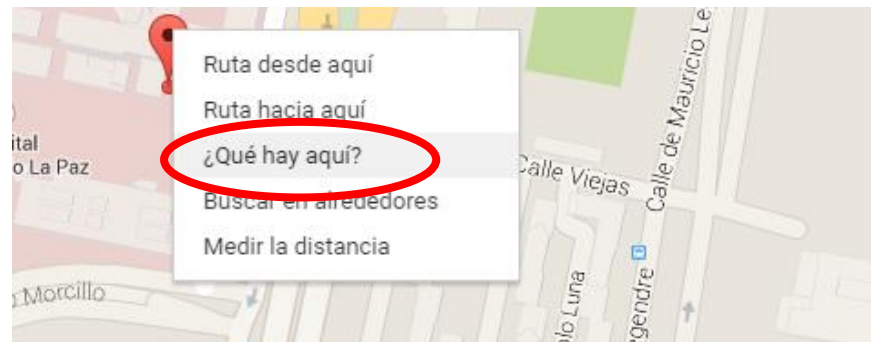 Ruta desde aquí
Ruta hacia aquí
¿Qué hay aquí?
Buscar en alrededores
Medir la distancia
ital
o La Paz
Morcillo
Calle Viejas
Calle de Mauricio Le
gendre
lo Luna